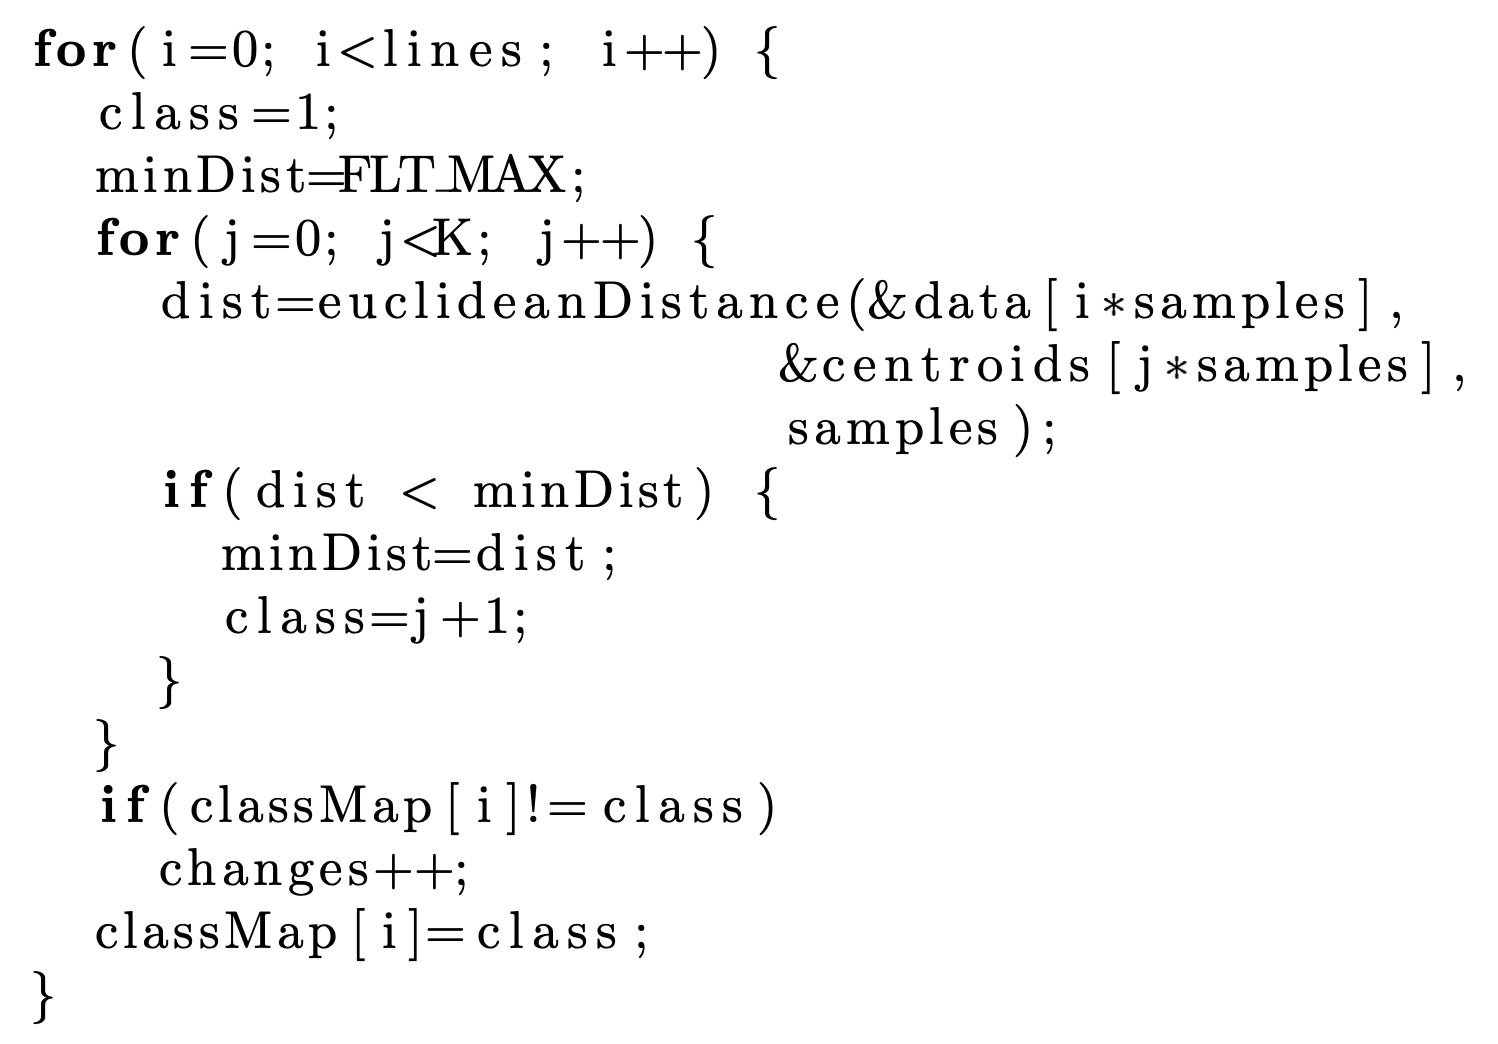 for(i=0; i<lines; i++) {
class=1;
minDist=FLT_MAX;
for(j=0; j<K; j++) {
dist=euclideanDistance(&data[i*samples],
&centroids[j*samples],
samples);
if(dist < minDist) {
minDist=dist;
class=j+1;
}
}
if(classMap[i]!=class)
changes++;
classMap[i]=class;
}